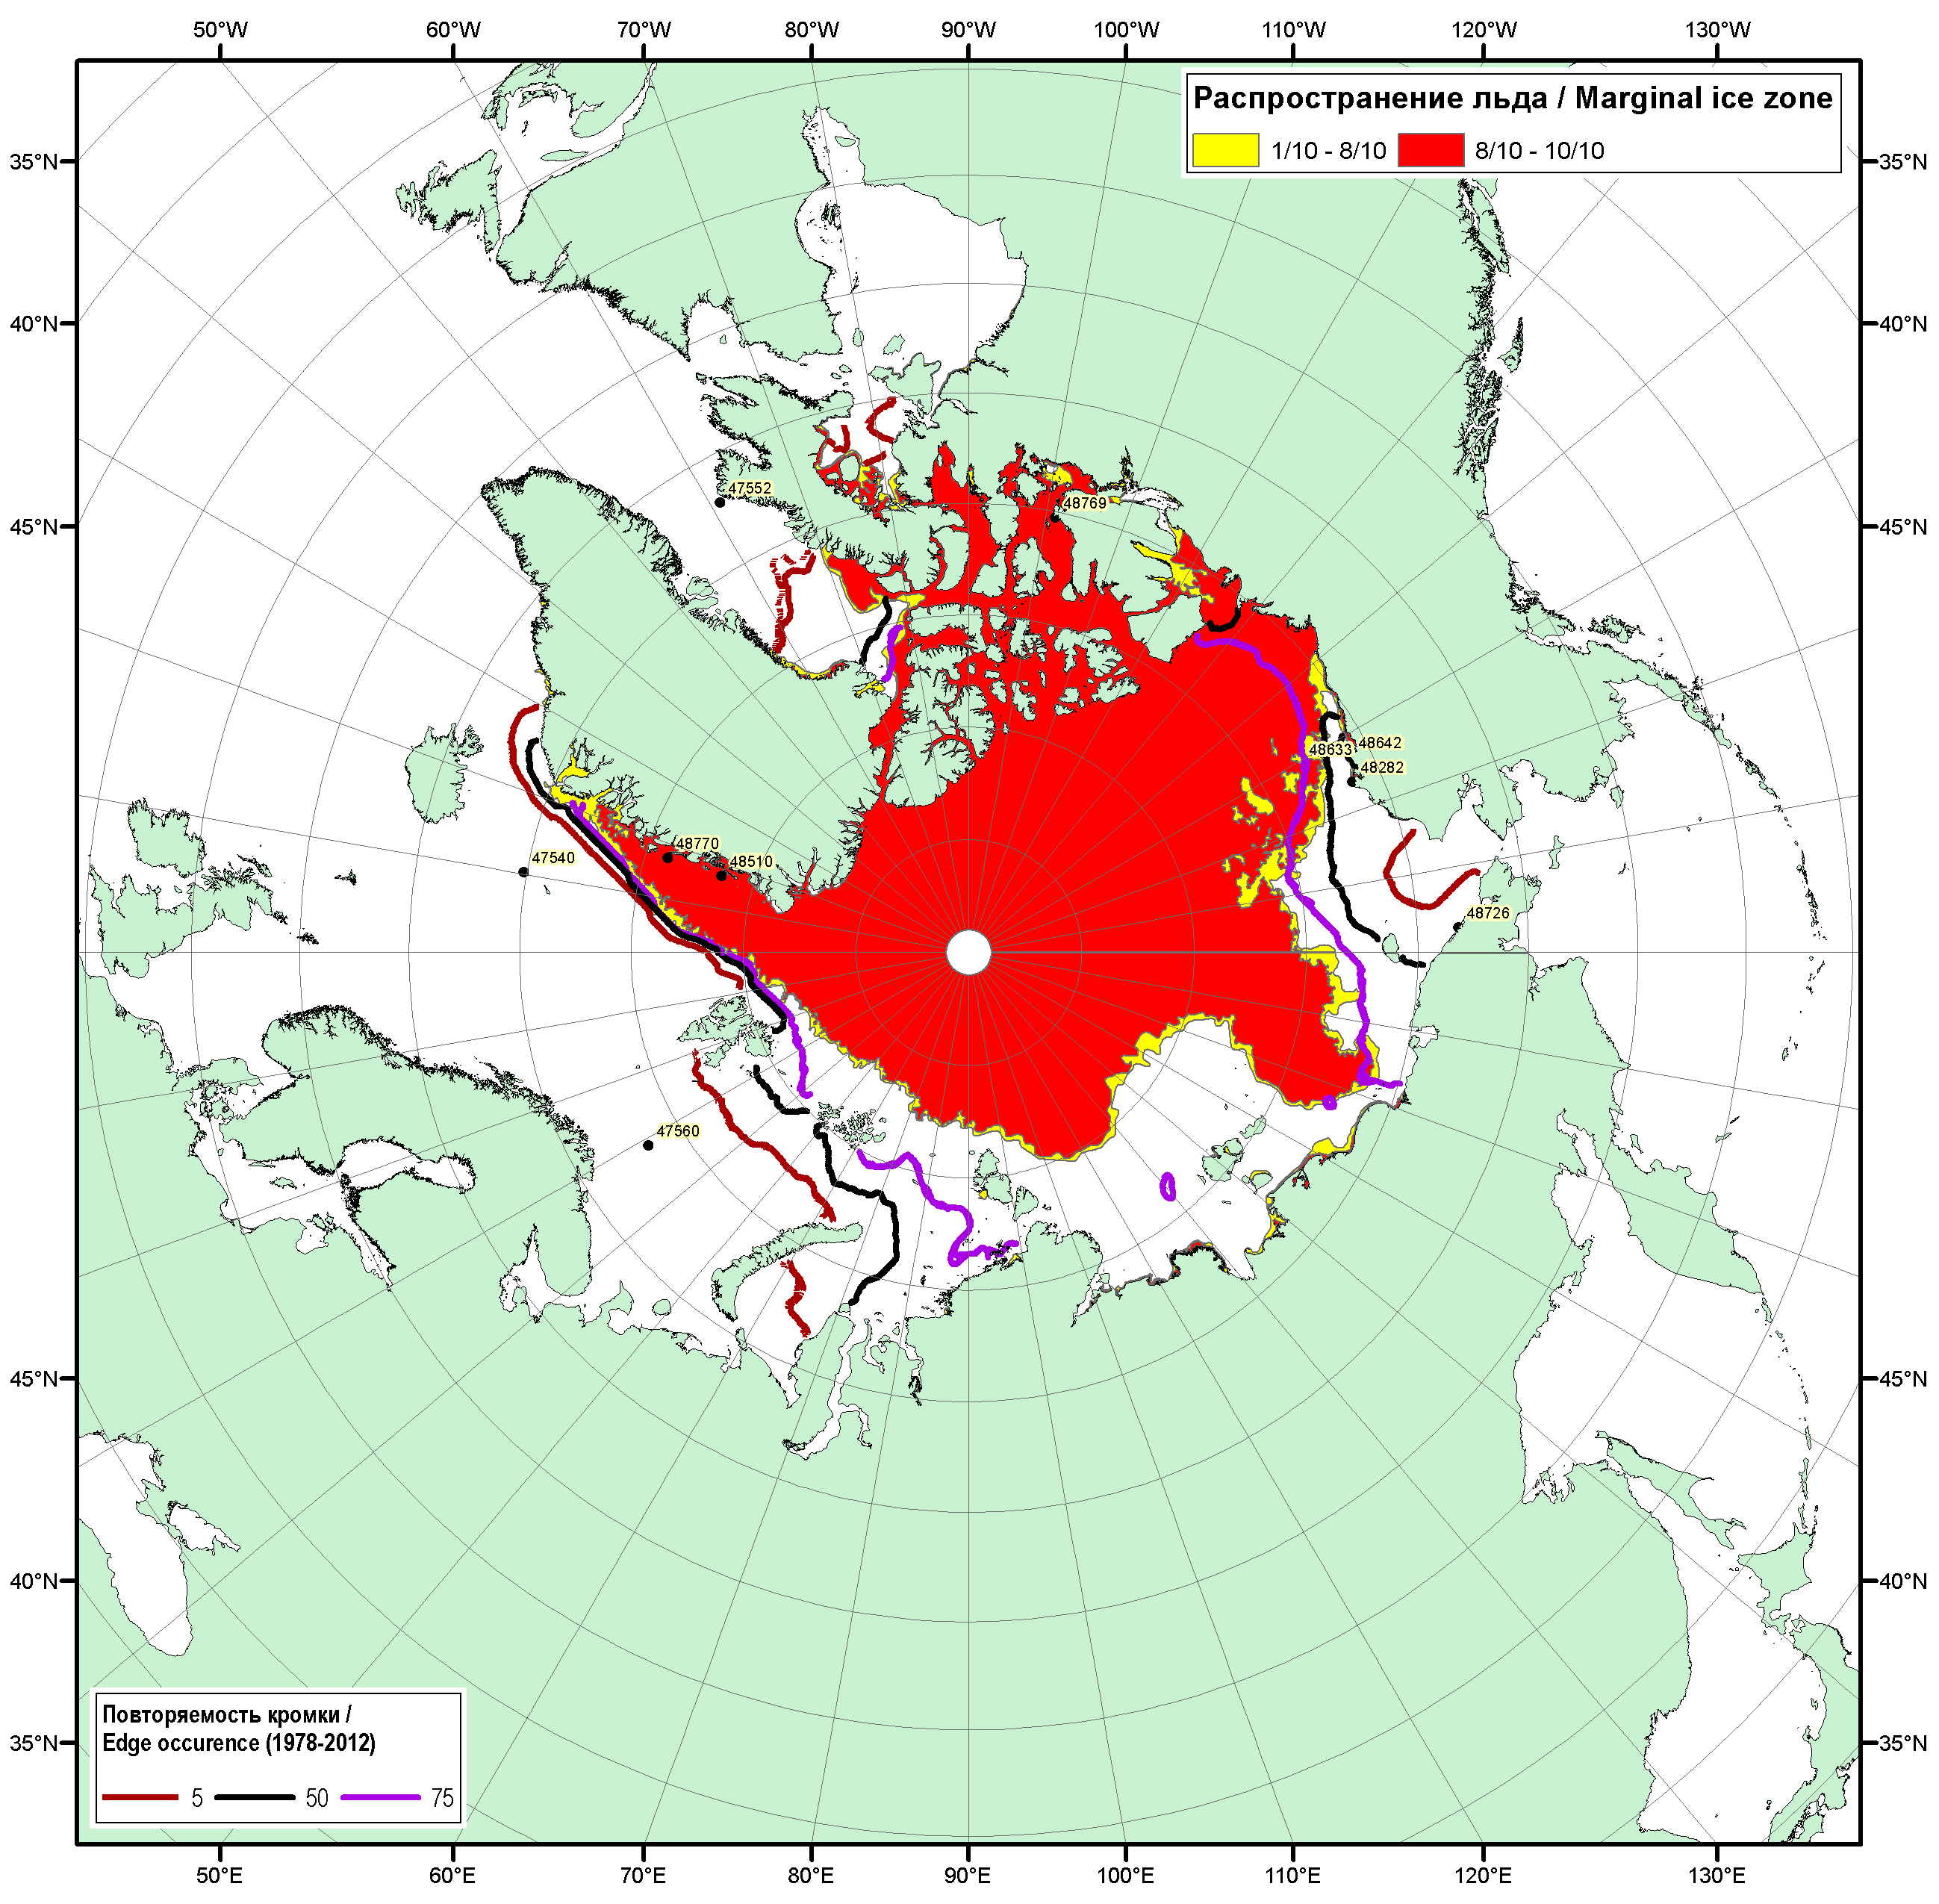 50°W 60°W 70°W 80°W 90°W 100°W 110°W 120°W 130°W
Распространение льда / Marginal ice zone
1/10 - 8/10 8/10 - 10/10
35°N 35°N
40°N 40°N
47552
48769
45°N 45°N
48642
48633
48282
48770
47540 48510
48726
47560
45°N 45°N
40°N 40°N
Повторяемость кромки /
Edge occurence (1978-2012)
35°N 35°N
5 50 75
50°E 60°E 70°E 80°E 90°E 100°E 110°E 120°E 130°E